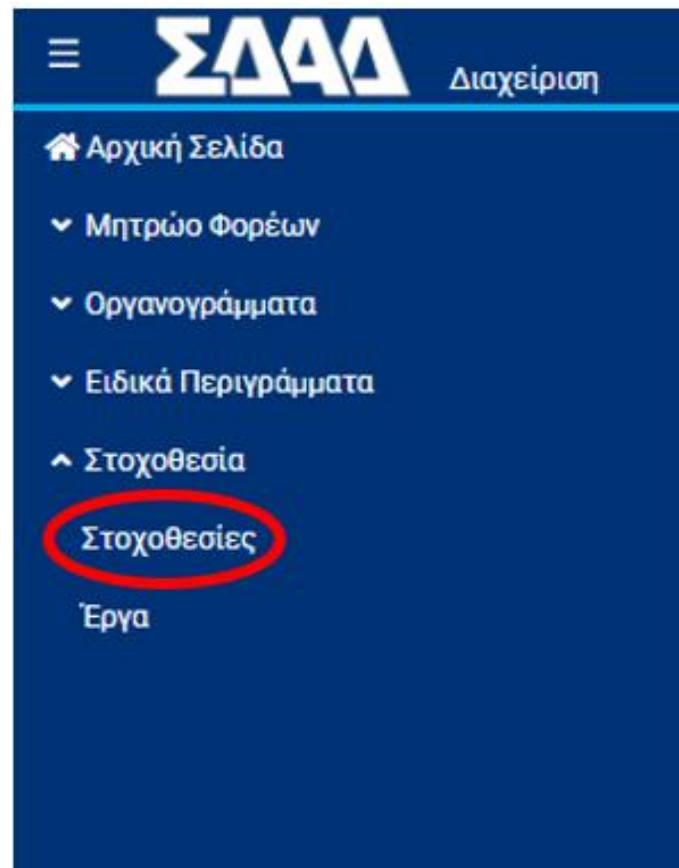 ΣΔΑΔ Διαχείριση
Αρχική Σελίδα
Μητρώο Φορέων
Οργανογράμματα
Ειδικά Περιγράμματα
Στοχοθεσία
Στοχοθεσίες
Έργα